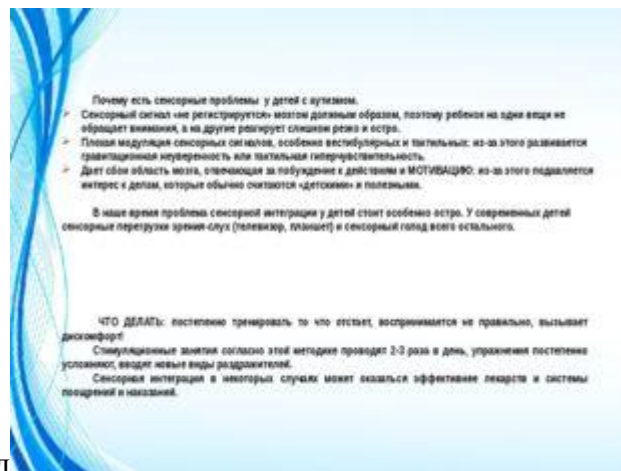 Почему есть сенсорные проблемы у детей с аутизмом.
➢ Сенсорный сигнал «не регистрируется» мозгом должным образом, поэтому ребенок на одни вещи не
обращает внимания, а на другие реагирует слишком резко и остро.
➢ Плохая модуляция сенсорных сигналов, особенно вестибулярных и тактильных: из-за этого развивается
гравитационная неуверенность или тактильная гиперчувствительность.
➢ Дает сбои область мозга, отвечающая за побуждение к действиям и МОТИВАЦИЮ: из-за этого подавляется
интерес к делам, которые обычно считаются «детскими» и полезными.
В наше время проблема сенсорной интеграции у детей стоит особенно остро. У современных детей
сенсорные перегрузки зрения-слух (телевизор, планшет) и сенсорный голод всего остального.
ЧТО ДЕЛАТЬ: постепенно тренировать то что отстает, воспринимается не правильно, вызывает
дискомфорт!
Стимуляционные занятия согласно этой методике проводят 2-3 раза в день, упражнения постепенно
усложняют, вводят новые виды раздражителей.
Сенсорная интеграция в некоторых случаях может оказаться эффективнее лекарств и системы
поощрений и наказаний.